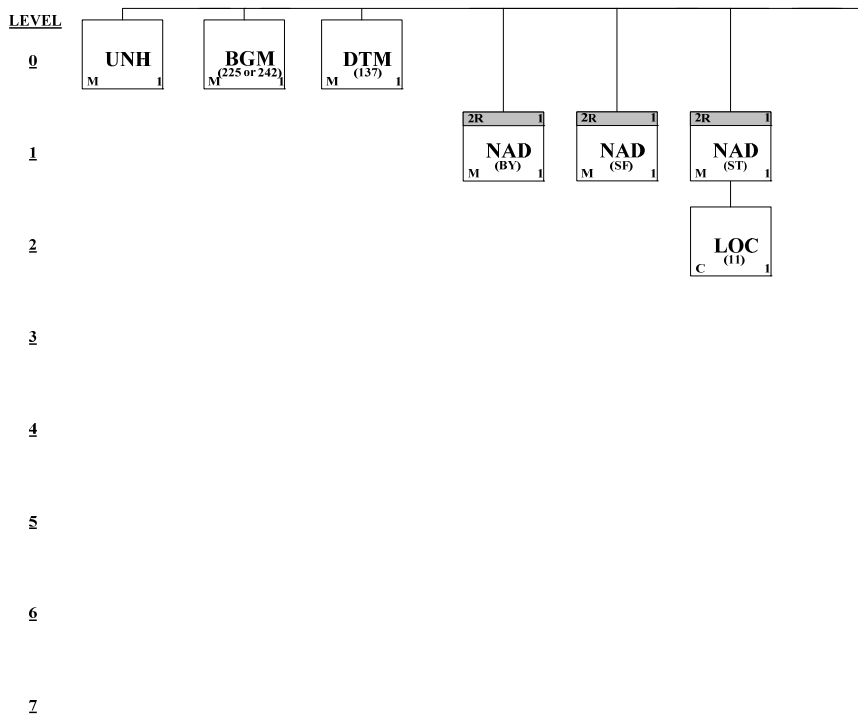 LEVEL
0
UNH
M 1
BGM
(225 or 242)
M 1
DTM
(137)
M 1
1
2R 1
NAD
(BY)
M 1
2R 1
NAD
(SF)
M 1
2R 1
NAD
(ST)
M 1
2
LOC
(11)
C 1
3
4
5
6
7